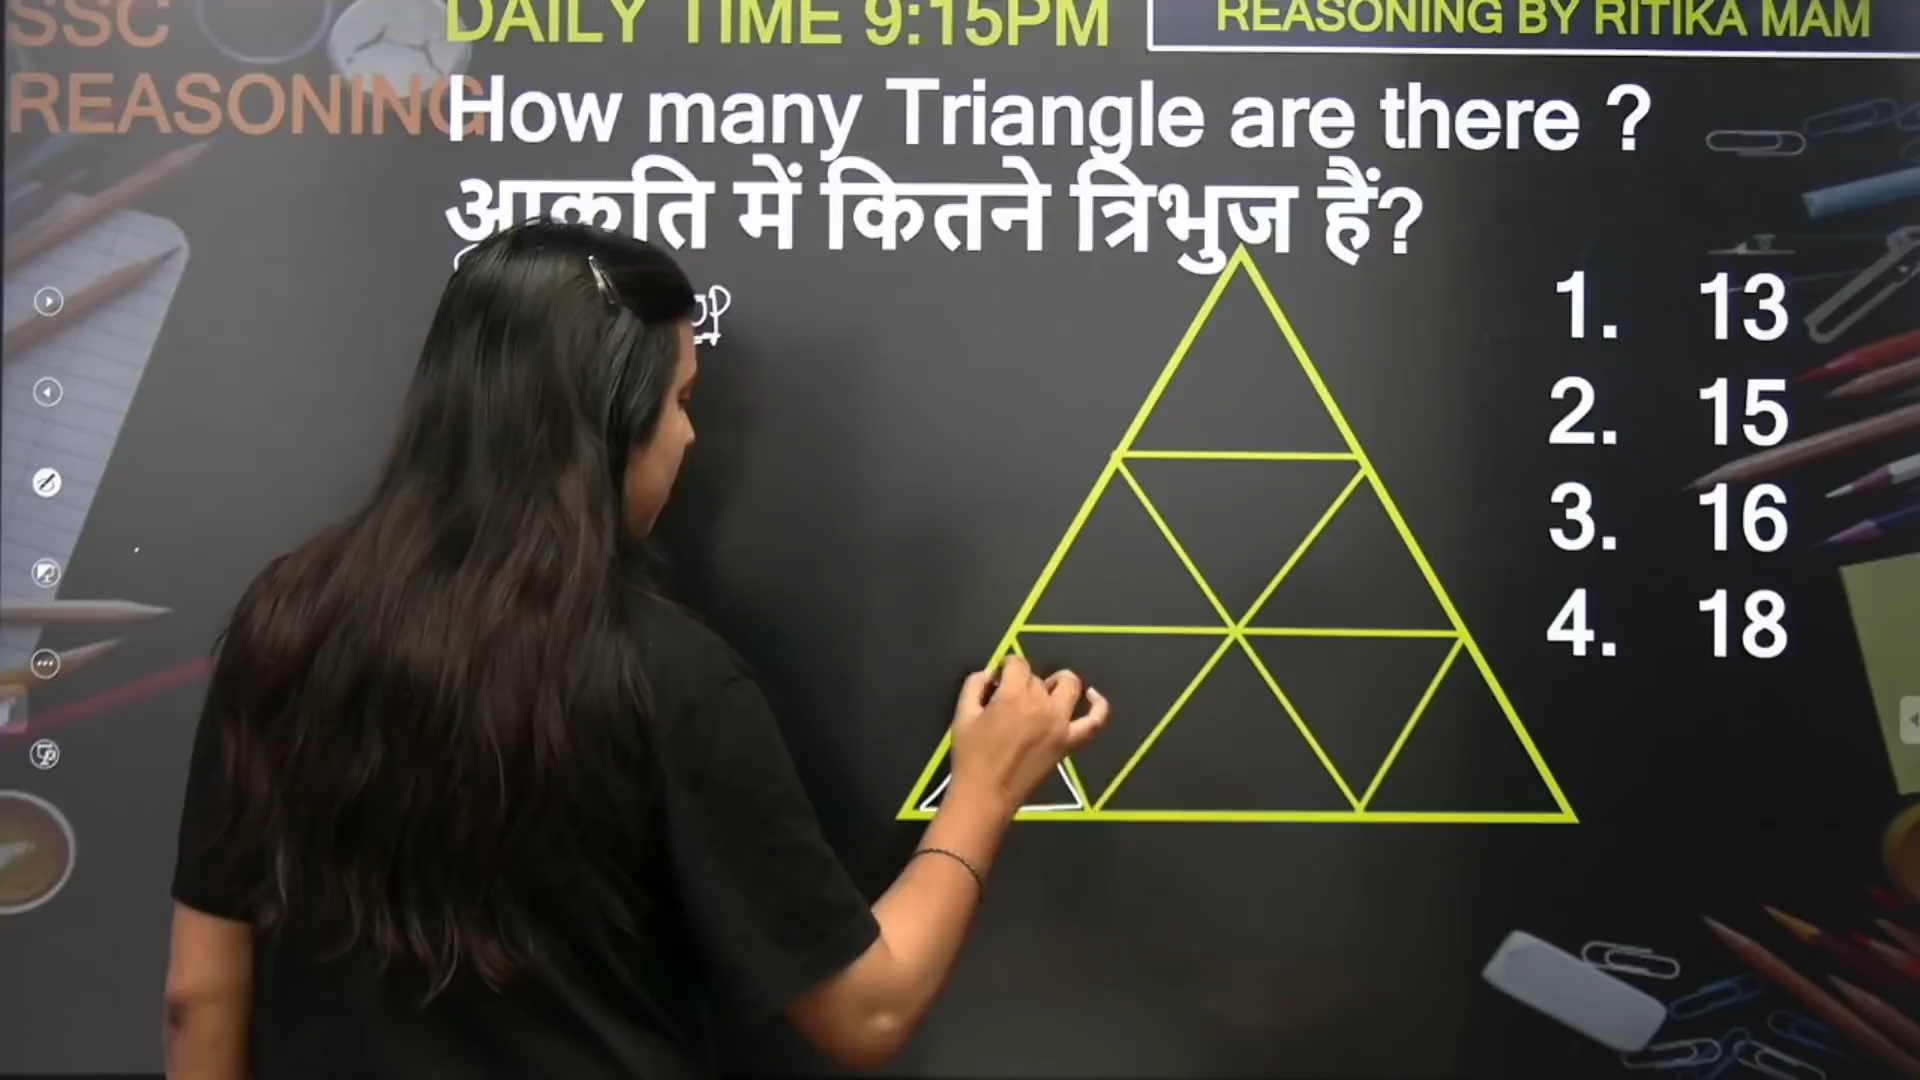 SSC
REASONING
DAILY TIME 9:15PM
REASONING BY RITIKA MAM
How many Triangle are there ?
आकृति में कितने त्रिभुज हैं?
1. 13
2. 15
3. 16
4. 18